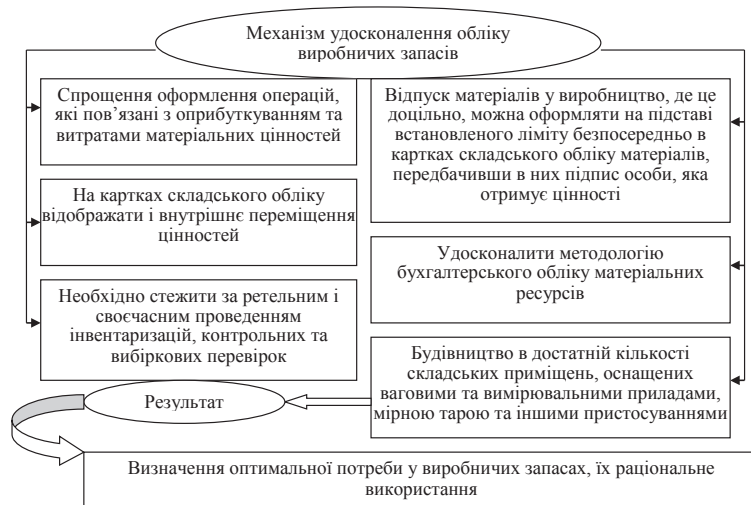 Механізм удосконалення обліку
виробничих запасів
Спрощення оформлення операцій,
які пов’язані з оприбуткуванням та
витратами матеріальних цінностей
На картках складського обліку
відображати і внутрішнє переміщення
цінностей
Необхідно стежити за ретельним і
своєчасним проведенням
інвентаризацій, контрольних та
вибіркових перевірок
Відпуск матеріалів у виробництво, де це
доцільно, можна оформляти на підставі
встановленого ліміту безпосередньо в
картках складського обліку матеріалів,
передбачивши в них підпис особи, яка
отримує цінності
Удосконалити методологію
бухгалтерського обліку матеріальних
ресурсів
Будівництво в достатній кількості
складських приміщень, оснащених
ваговими та вимірювальними приладами,
мірною тарою та іншими пристосуваннями
Результат
Визначення оптимальної потреби у виробничих запасах, їх раціональне
використання